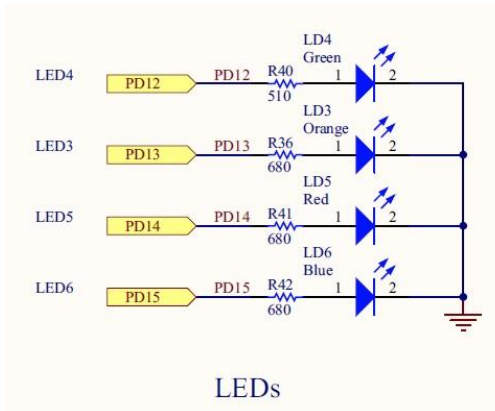 LD4
Green
LED4 PD12 PD12 R40 1 2
510
LD3
Orange
LED3 PD13 PD13 R36 1 2
680
LD5
Red
LED5 PD14 PD14 R41 1 2
680
LD6
Blue
LED6 PD15 PD15 R42 1 2
680
LEDs